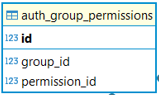 auth_group_permissions
123 id
123 group_id
123 permission_id